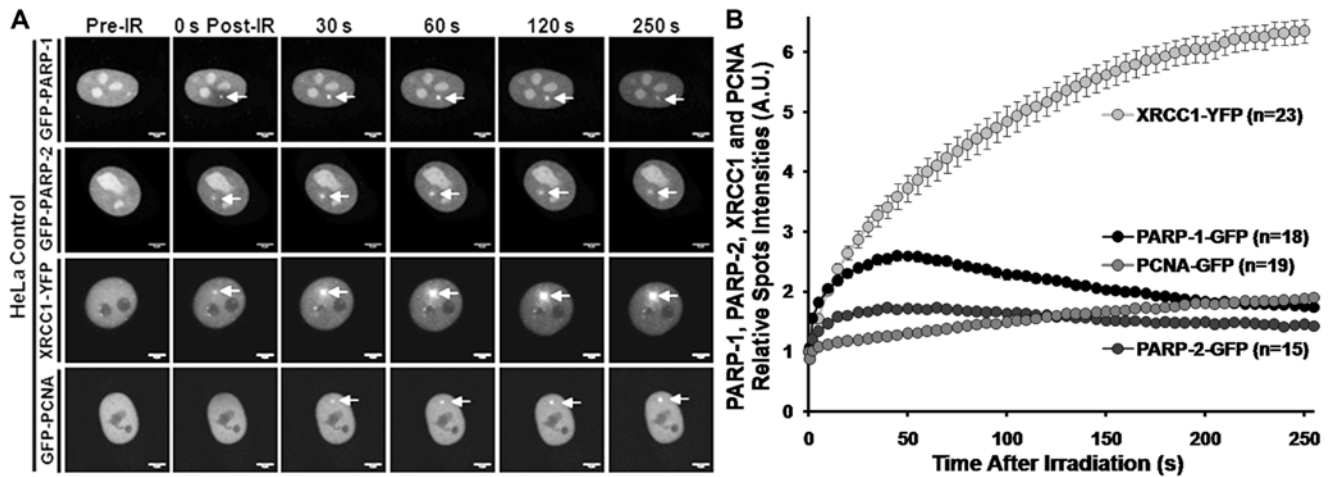 A
Pre-IR 0 s Post-IR 30 s 60 s 120 s 250 s
HeLa Control
GFP-PARP-1
GFP-PARP-2
XRCC1-YFP
GFP-PCNA
B
PARP-1, PARP-2, XRCC1 and PCNA
Relative Spots Intensities (A.U.)
6
5
4
3
2
1
0
XRCC1-YFP (n=23)
PARP-1-GFP (n=18)
PCNA-GFP (n=19)
PARP-2-GFP (n=15)
0 50 100 150 200 250
Time After Irradiation (s)